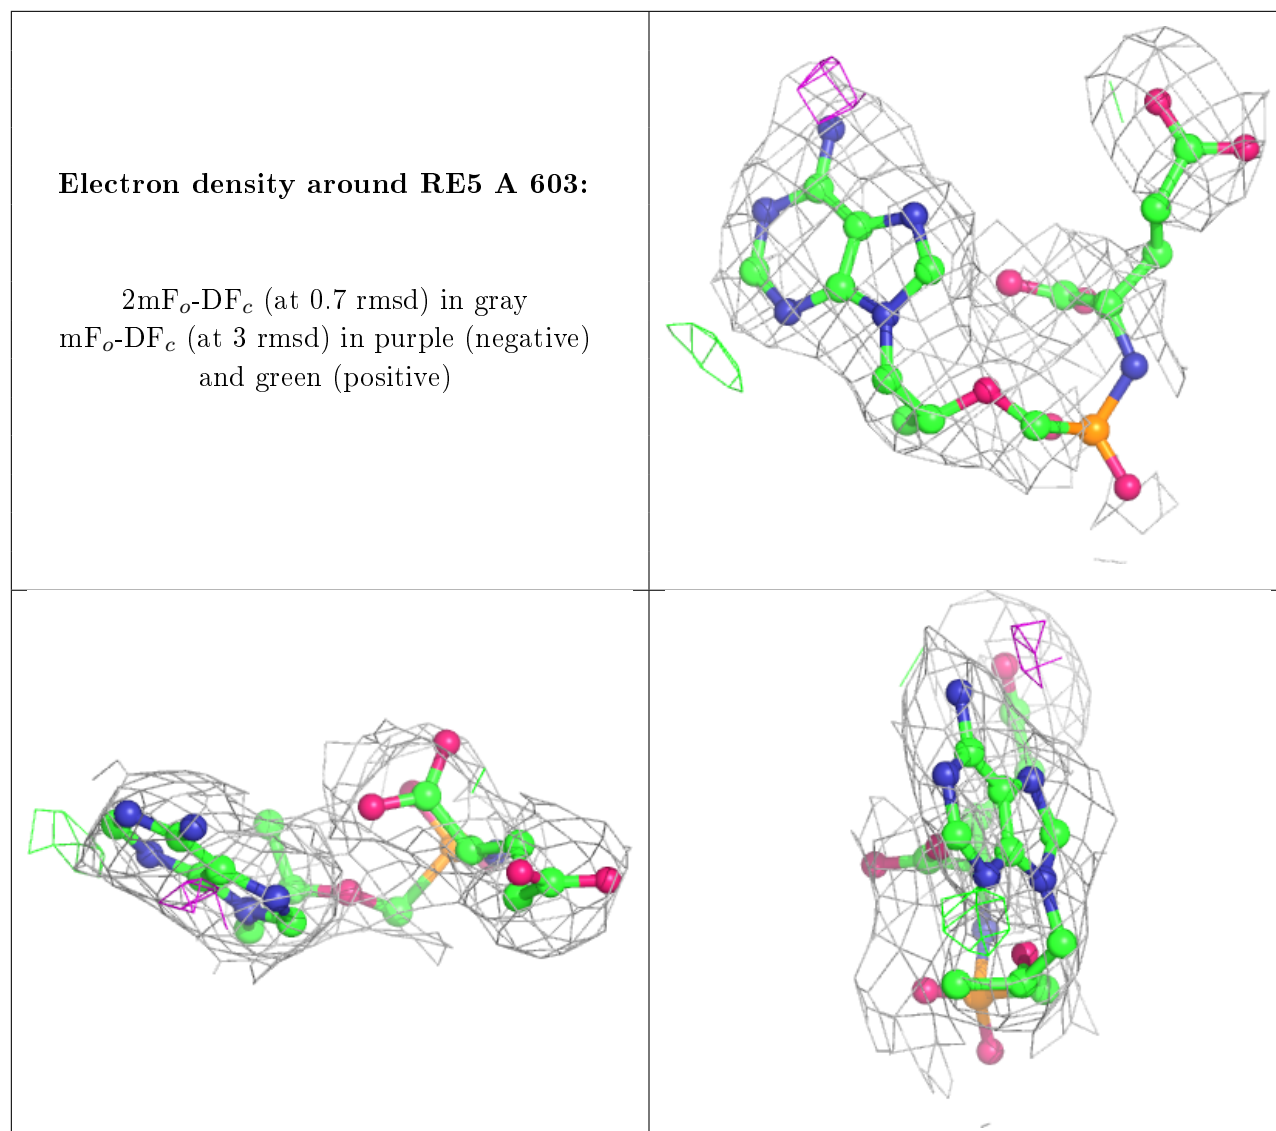 Electron density around RE5 A 603:
2mFo-DFc (at 0.7 rmsd) in gray
mFo-DFc (at 3 rmsd) in purple (negative)
and green (positive)